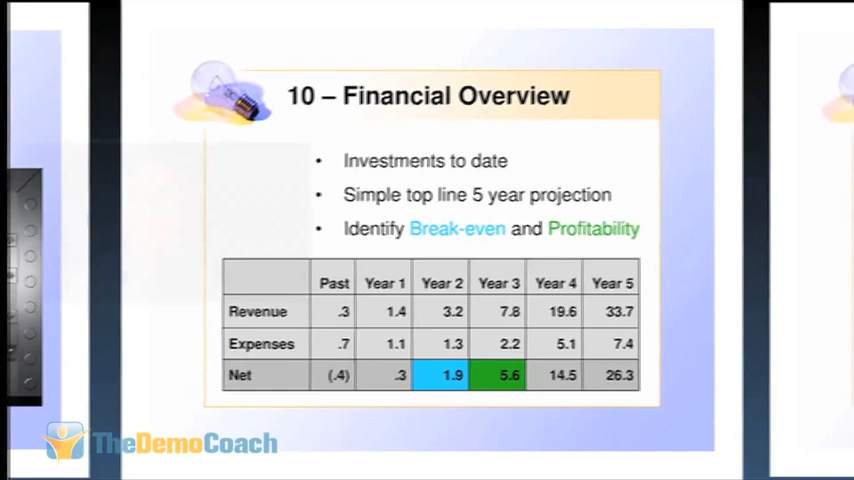 10 – Financial Overview
• Investments to date
• Simple top line 5 year projection
• Identify Break-even and Profitability
Past Year 1 Year 2 Year 3 Year 4 Year 5
Revenue .3 1.4 3.2 7.8 19.6 33.7
Expenses .7 1.1 1.3 2.2 5.1 7.4
Net (.4) .3 1.9 5.6 14.5 26.3
TheDemoCoach